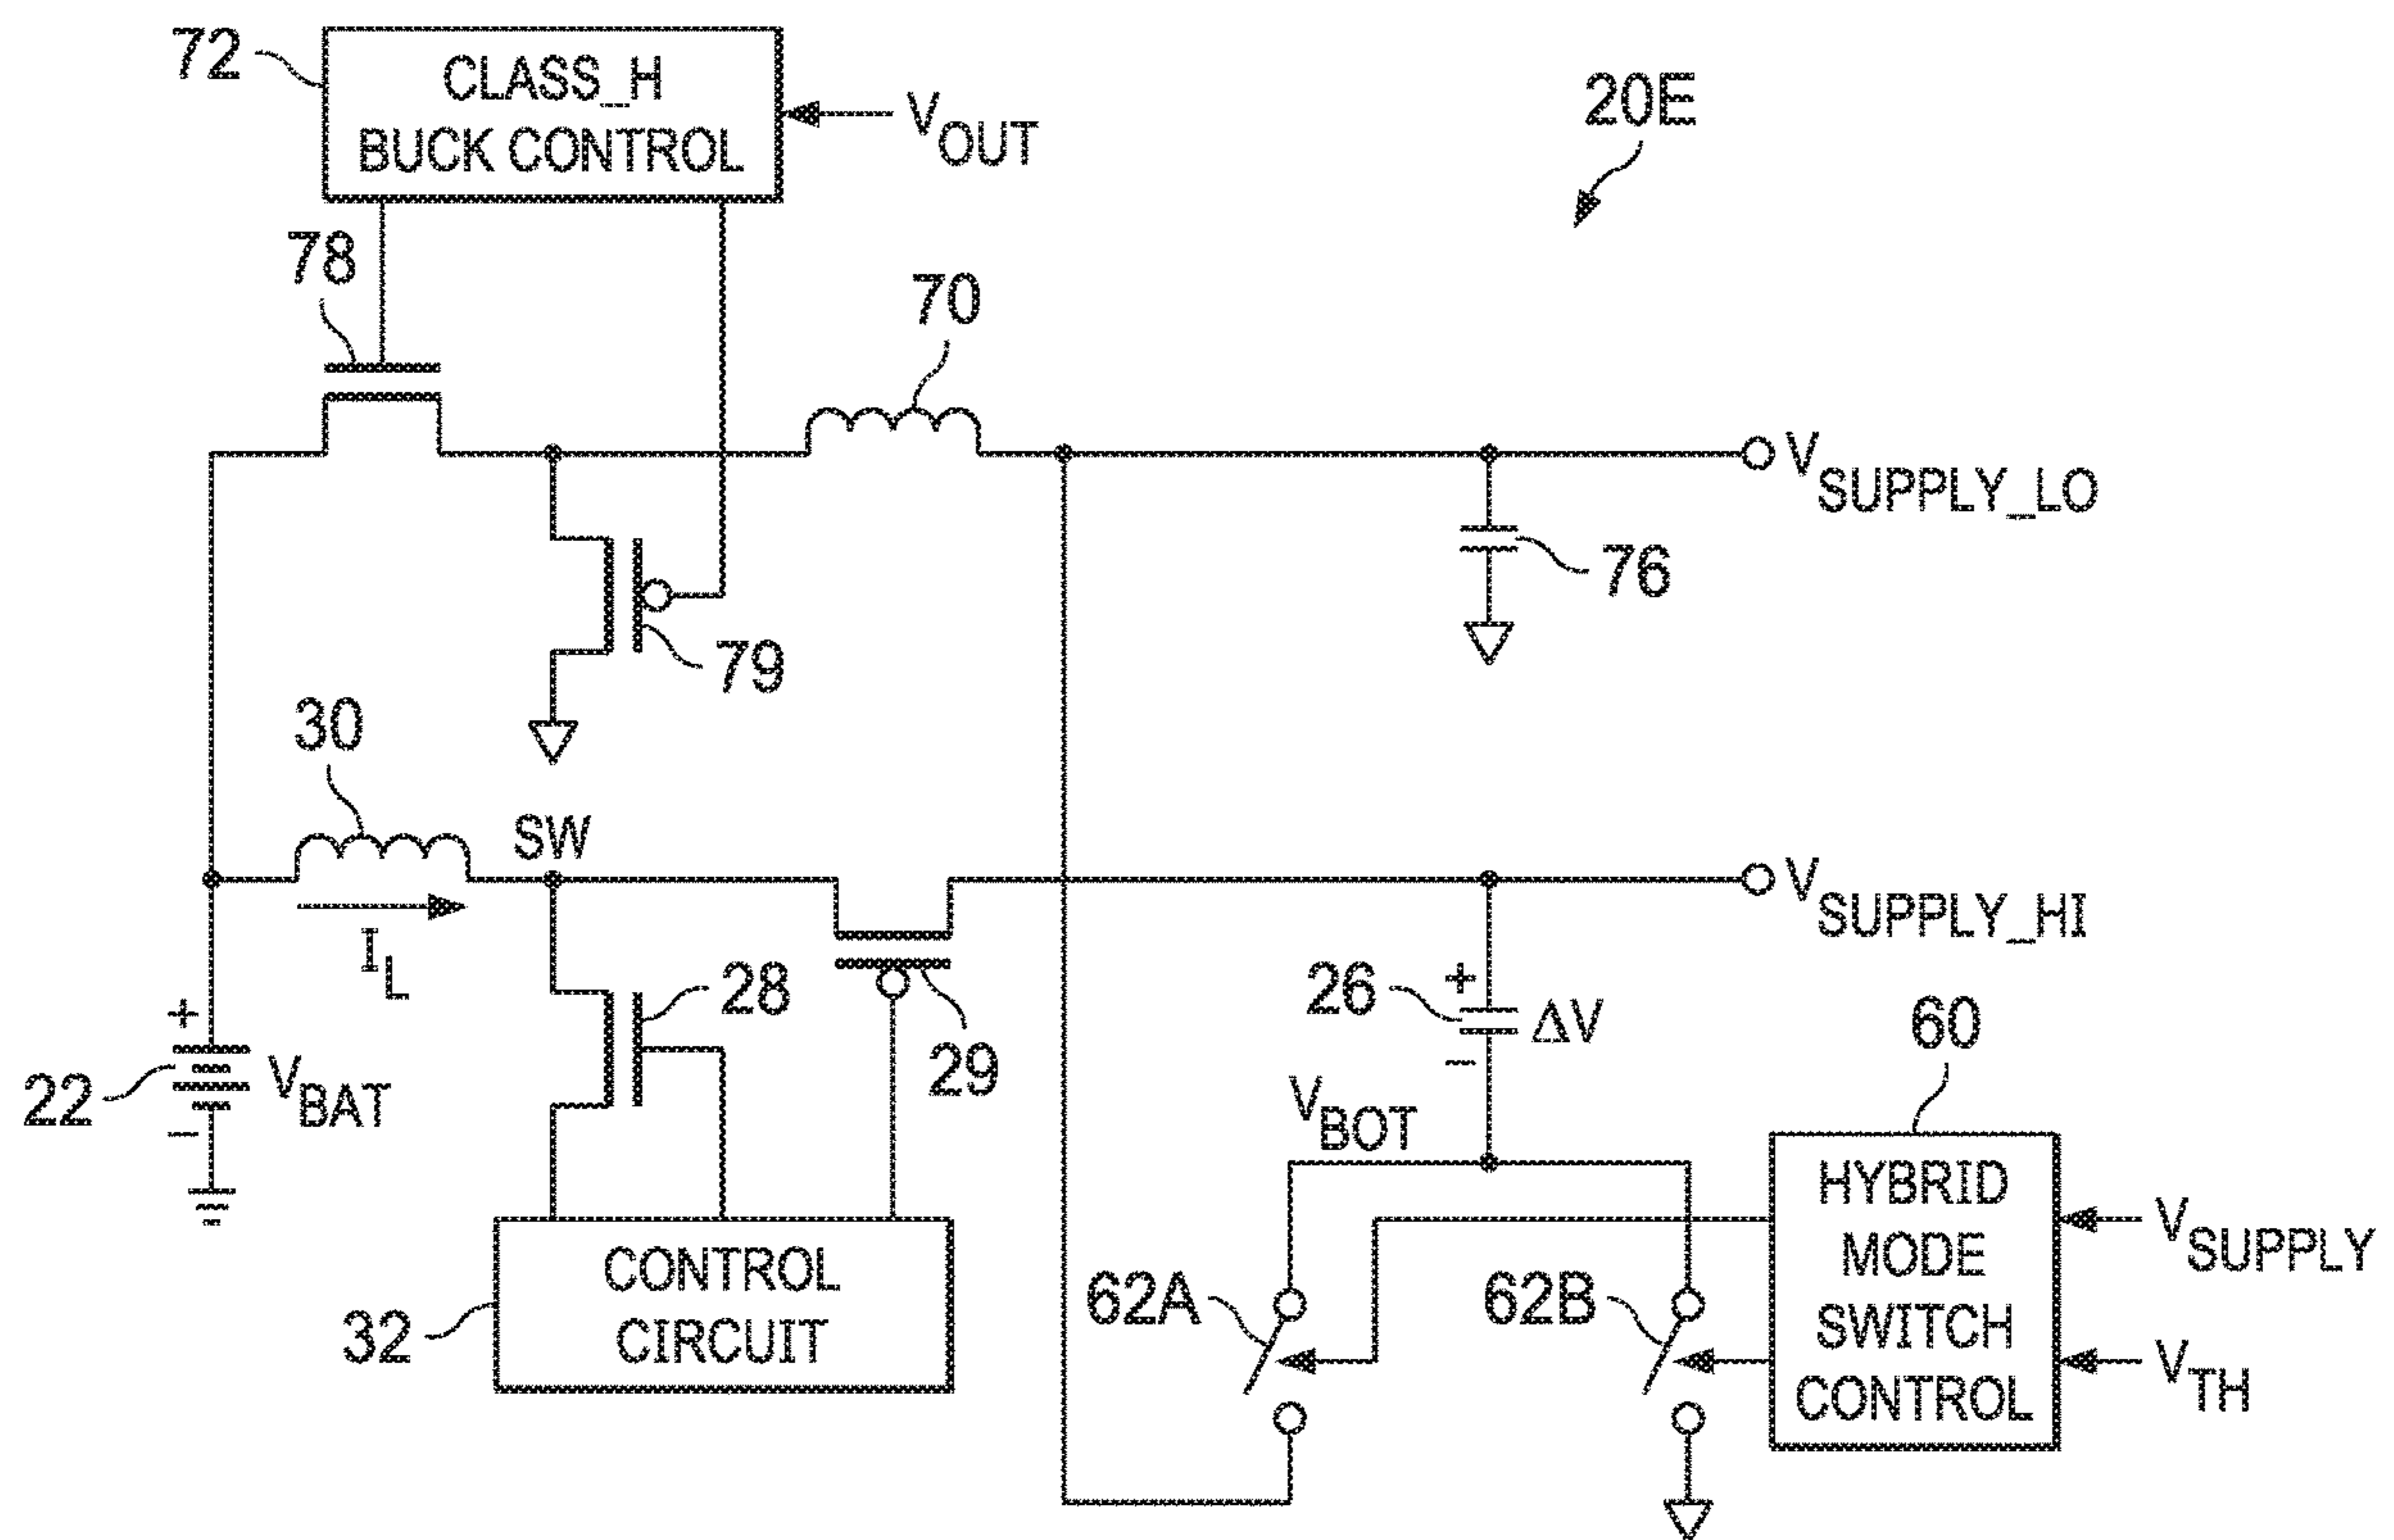 72
CLASS_H
BUCK CONTROL
VOUT
20E
78
70
VSUPPLY_LO
76
79
30
SW
VSUPPLY_HI
IL
28
29
26
+
ΔV
−
60
+
22
VBAT
−
VBOT
HYBRID
MODE
SWITCH
CONTROL
VSUPPLY
VTH
32
CONTROL
CIRCUIT
62A
62B